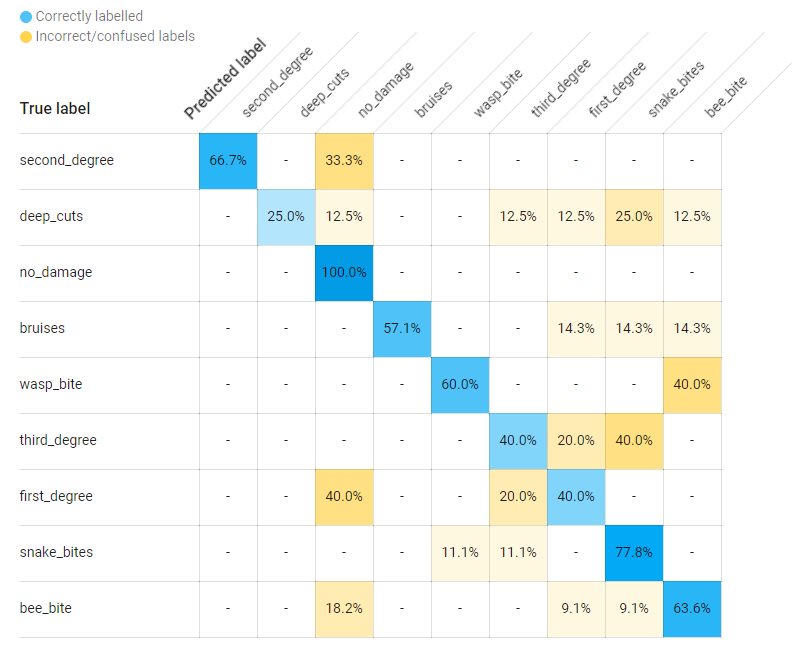 Correctly labelled
Incorrect/confused labels
True label
Predicted label
second_degree
deep_cuts
no_damage
bruises
wasp_bite
third_degree
first_degree
snake_bites
bee_bite
second_degree 66.7% - 33.3% - - - - - -
deep_cuts - 25.0% 12.5% - - 12.5% 12.5% 25.0% 12.5%
no_damage - - 100.0% - - - - - -
bruises - - - 57.1% - - 14.3% 14.3% 14.3%
wasp_bite - - - - 60.0% - - - 40.0%
third_degree - - - - - 40.0% 20.0% 40.0% -
first_degree - - 40.0% - - 20.0% 40.0% - -
snake_bites - - - - 11.1% 11.1% - 77.8% -
bee_bite - - 18.2% - - - 9.1% 9.1% 63.6%